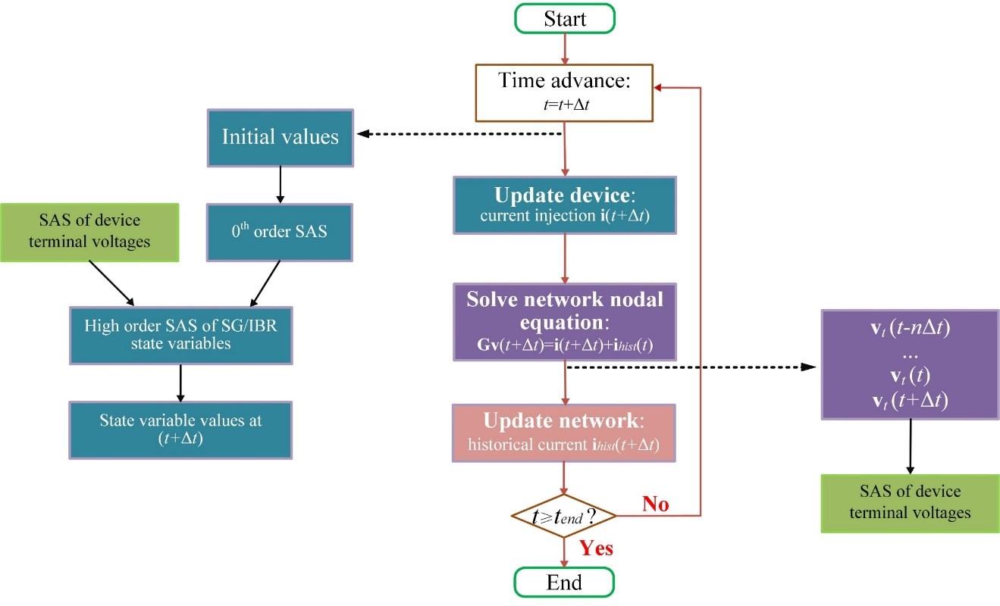 Start
Time advance:
t=t+Δt
Initial values
Update device:
current injection i(t+Δt)
SAS of device
terminal voltages
0th order SAS
Solve network nodal
equation:
Gv(t+Δt)=i(t+Δt)+ihist(t)
High order SAS of SG/IBR
state variables
vt(t-nΔt)
...
vt(t)
vt(t+Δt)
State variable values at
(t+Δt)
Update network:
historical current ihist(t+Δt)
SAS of device
terminal voltages
t≥tend?
No
Yes
End